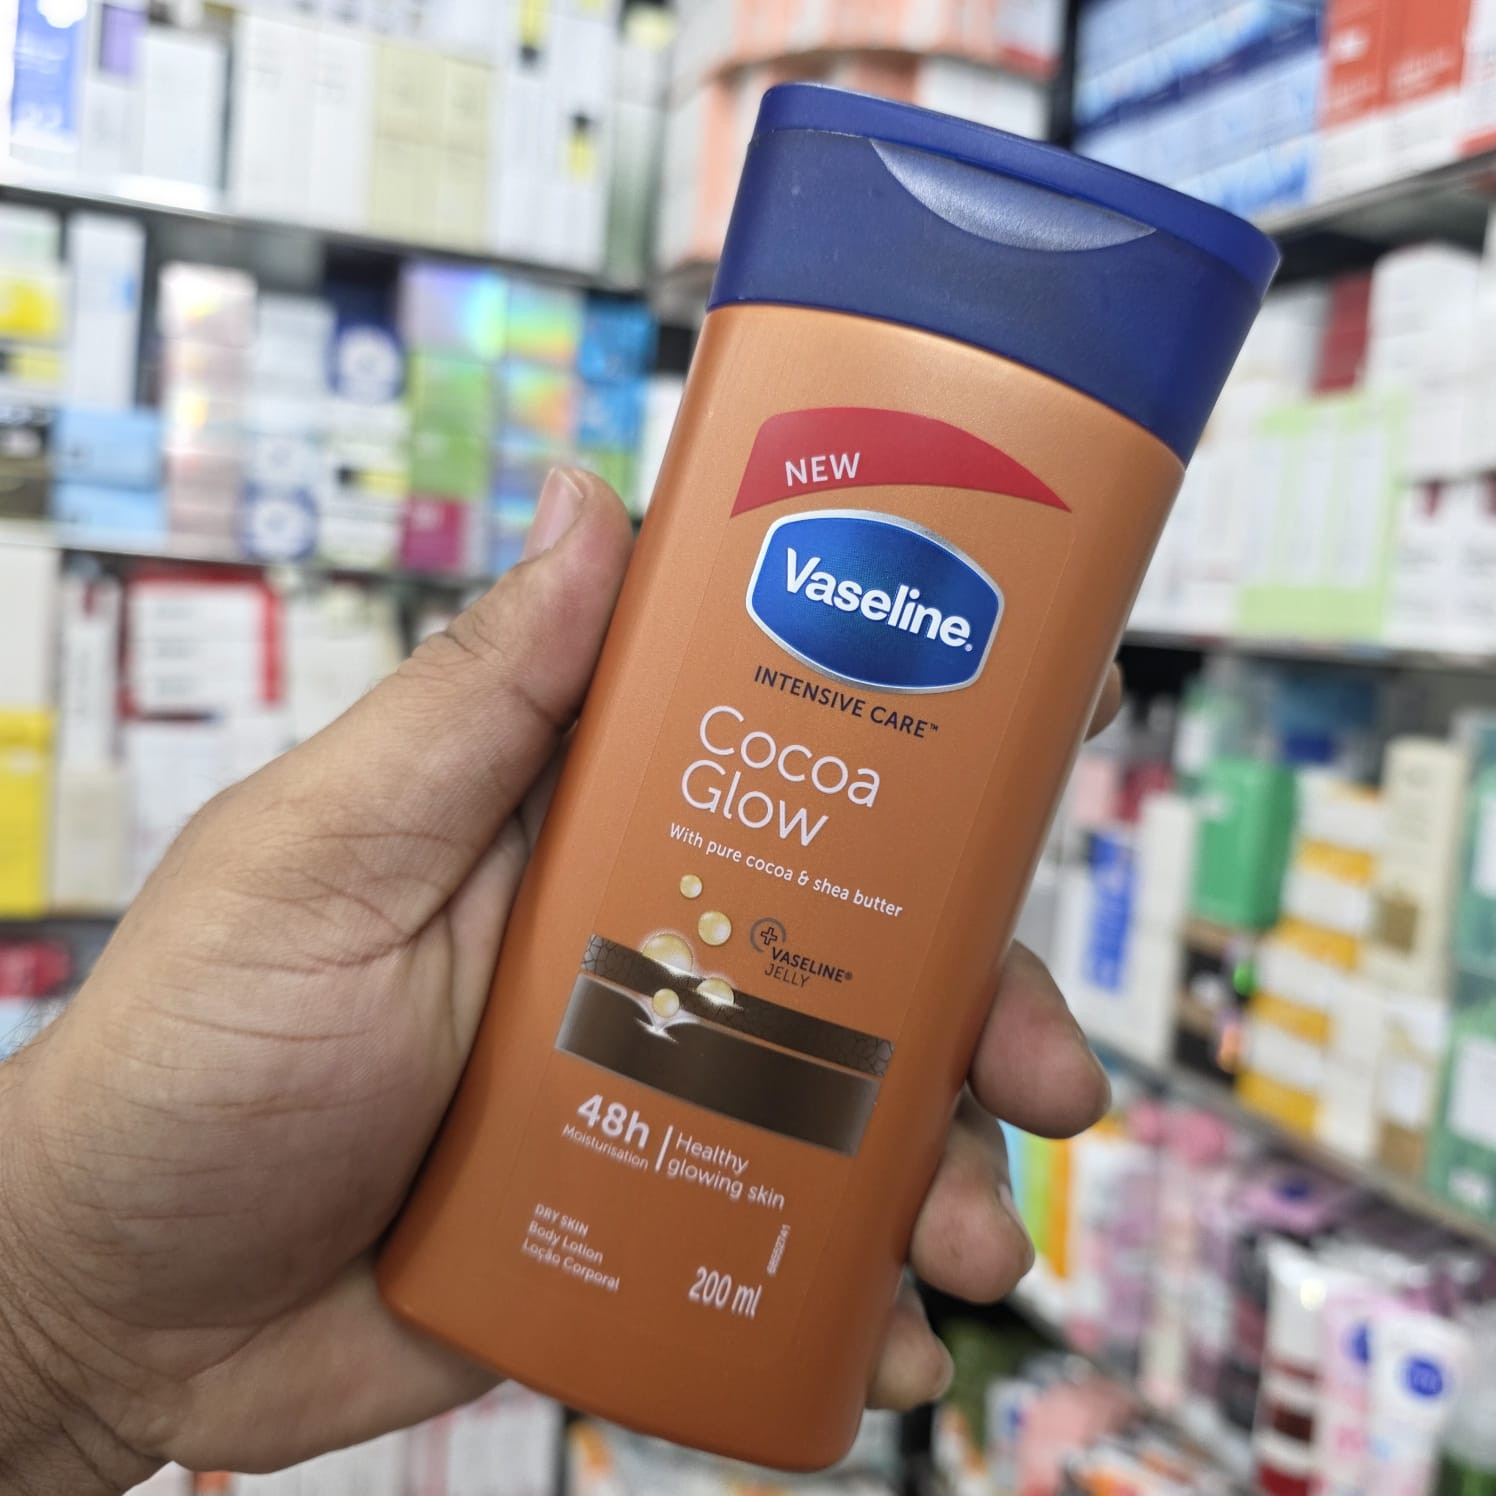 NEW
Vaseline®
INTENSIVE CARE™
Cocoa
Glow
With pure cocoa & shea butter
VASELINE®
JELLY
48h
Moisturisation
Healthy
glowing skin
DRY SKIN
Body Lotion
Loção Corporal
200 ml